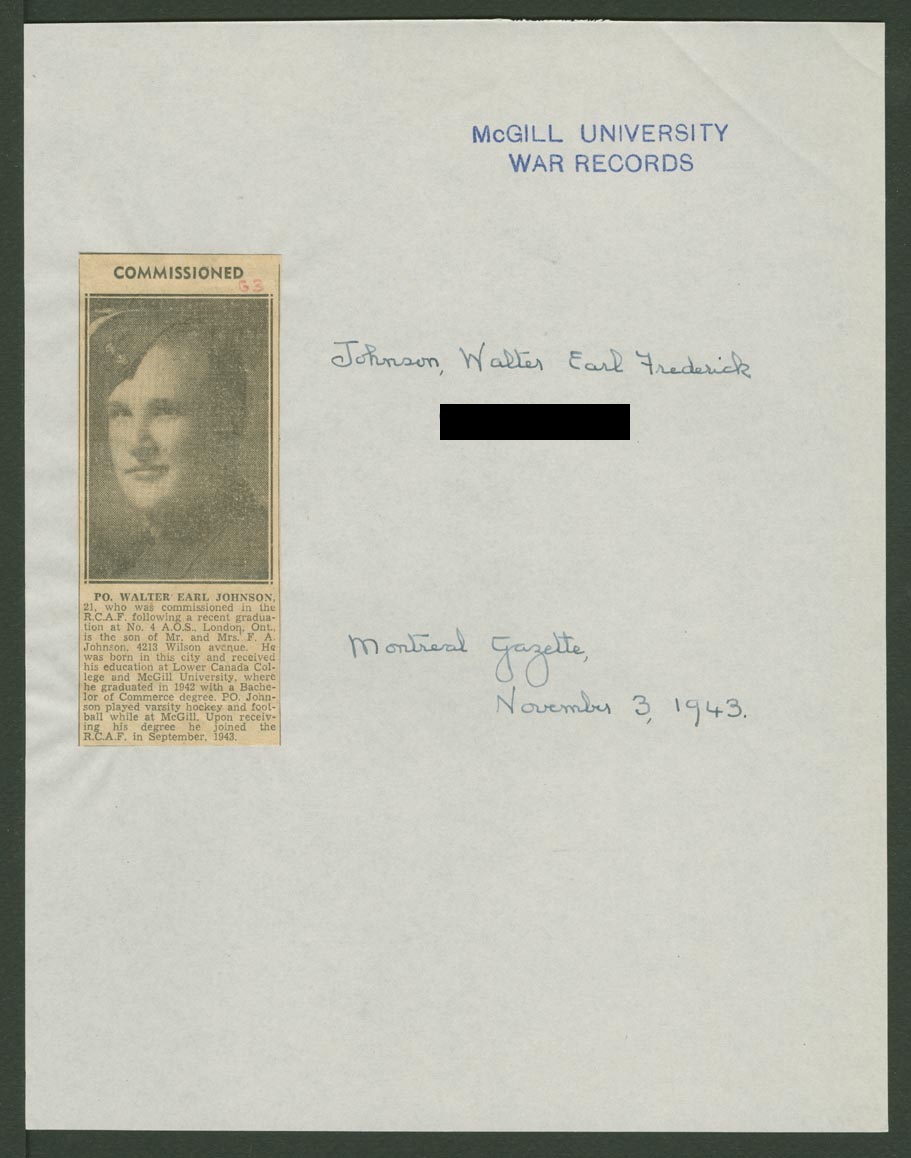 McGILL UNIVERSITY
WAR RECORDS
COMMISSIONED
G3
Johnson, Walter Earl Frederick
PO. WALTER EARL JOHNSON,
21, who was commissioned in the
R.C.A.F. following a recent gradua-
tion at No. 4 A.O.S., London, Ont.,
is the son of Mr. and Mrs. F. A.
Johnson, 4213 Wilson avenue. He
was born in this city and received
his education at Lower Canada Col-
lege and McGill University, where
he graduated in 1942 with a Bache-
lor of Commerce degree. PO. John-
son played varsity hockey and foot-
ball while at McGill. Upon receiv-
ing his degree he joined the
R.C.A.F. in September, 1943.
Montreal Gazette,
November 3, 1943.